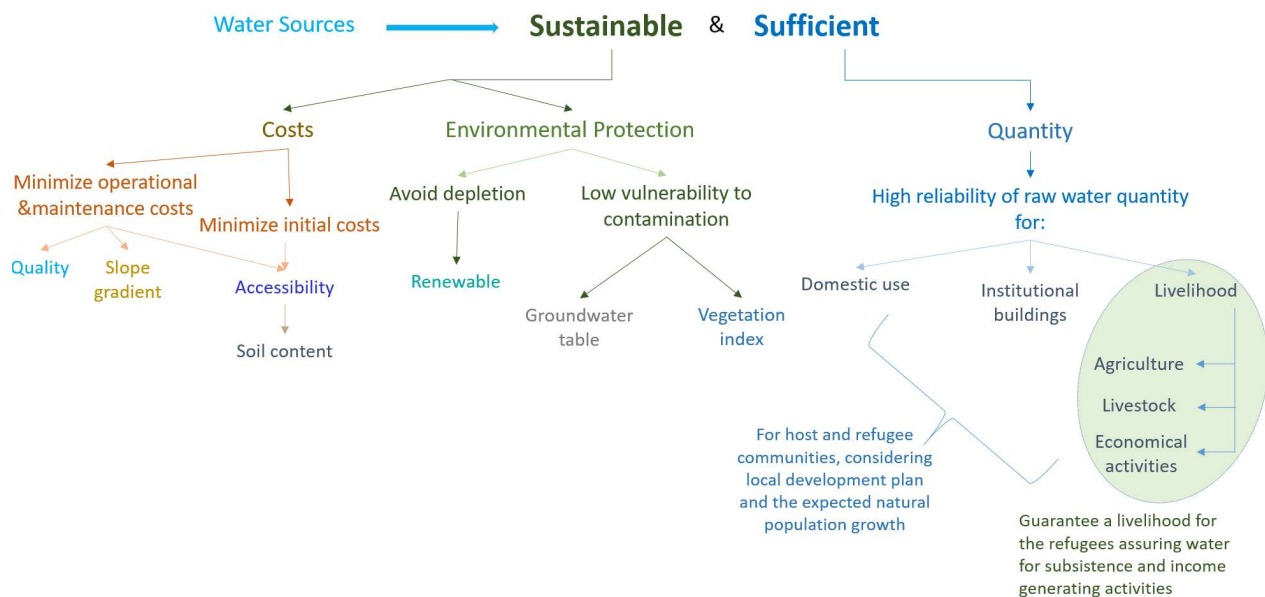 Water Sources
Sustainable & Sufficient
Costs
Environmental Protection
Quantity
Minimize operational
&maintenance costs
Minimize initial costs
Avoid depletion
Low vulnerability to
contamination
High reliability of raw water quantity
for:
Quality
Slope
gradient
Accessibility
Soil content
Renewable
Groundwater
table
Vegetation
index
Domestic use
Institutional
buildings
Livelihood
Agriculture
Livestock
Economical
activities
For host and refugee
communities, considering
local development plan
and the expected natural
population growth
Guarantee a livelihood for
the refugees assuring water
for subsistence and income
generating activities